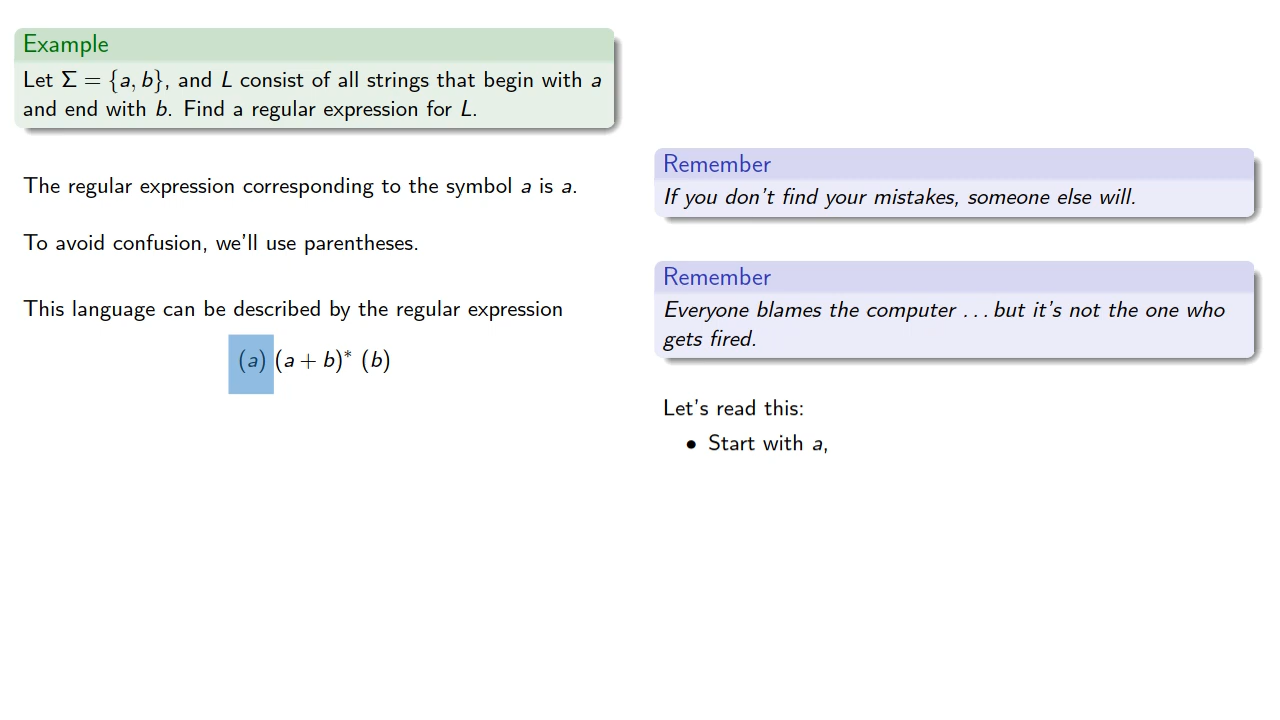 Example
Let Σ = {a, b}, and L consist of all strings that begin with a
and end with b. Find a regular expression for L.
The regular expression corresponding to the symbol a is a.
To avoid confusion, we'll use parentheses.
This language can be described by the regular expression
(a) (a + b)* (b)
Remember
If you don't find your mistakes, someone else will.
Remember
Everyone blames the computer ... but it's not the one who
gets fired.
Let's read this:
• Start with a,